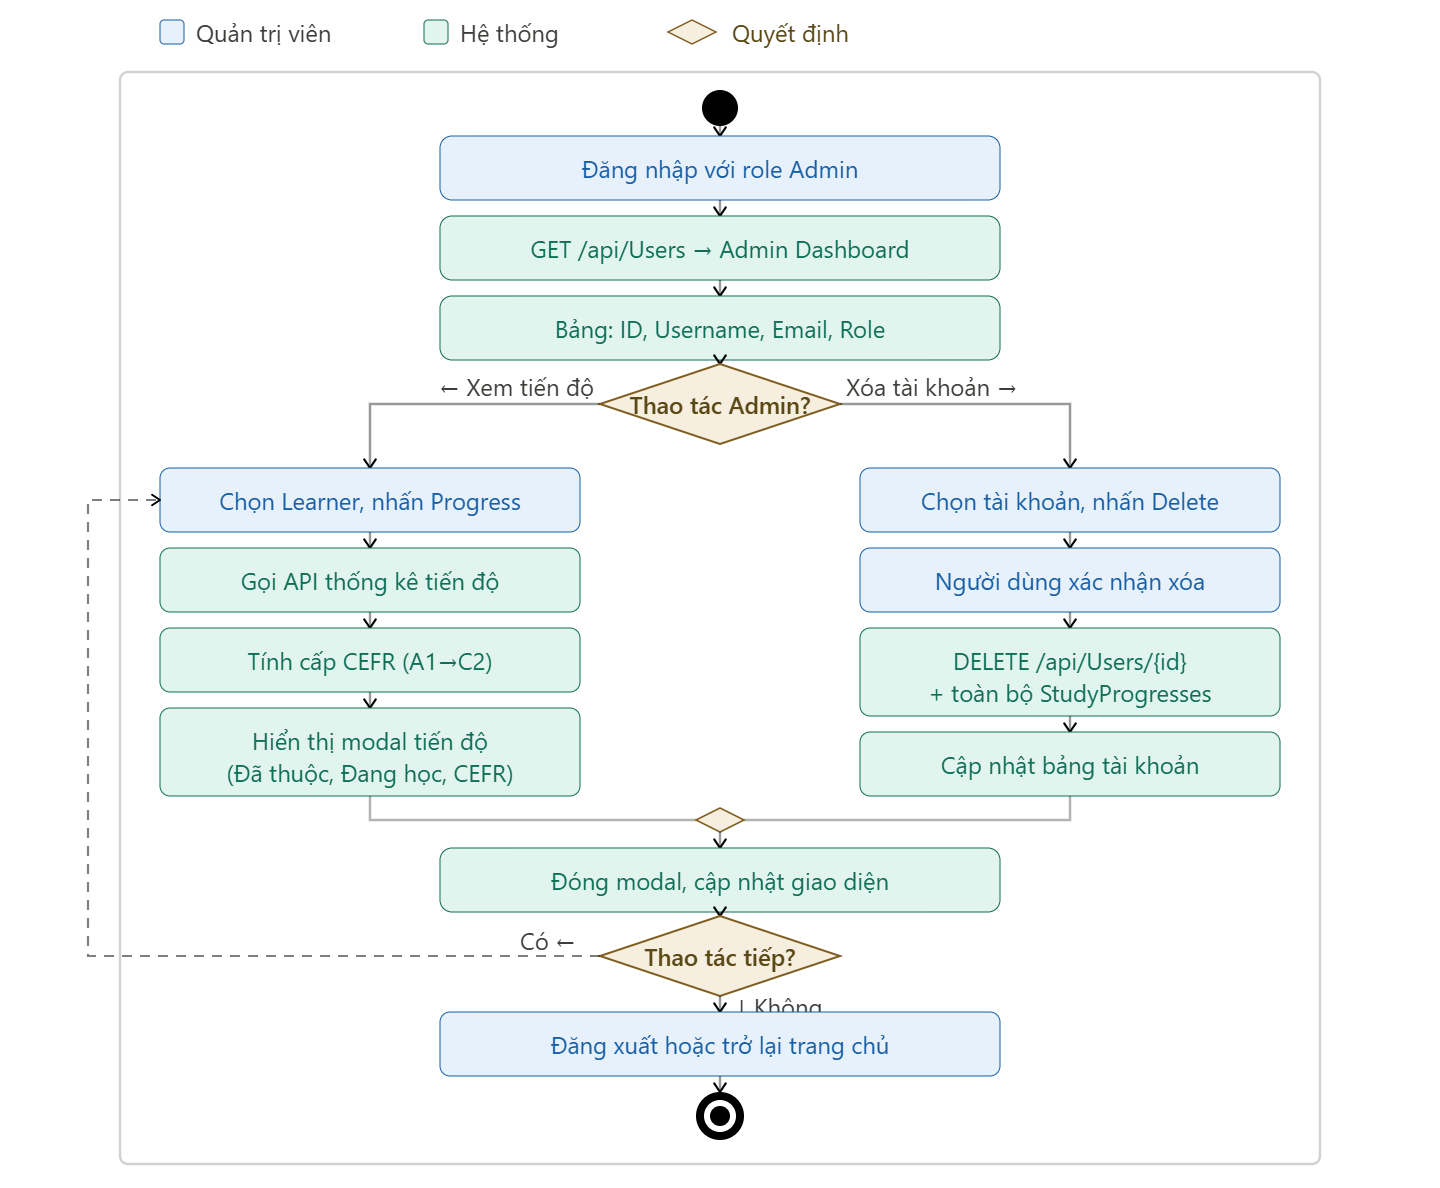 Quản trị viên
Hệ thống
Quyết định
Đăng nhập với role Admin
GET /api/Users → Admin Dashboard
Bảng: ID, Username, Email, Role
← Xem tiến độ
Thao tác Admin?
Xóa tài khoản →
Chọn Learner, nhấn Progress
Chọn tài khoản, nhấn Delete
Gọi API thống kê tiến độ
Người dùng xác nhận xóa
Tính cấp CEFR (A1→C2)
DELETE /api/Users/{id}
+ toàn bộ StudyProgresses
Hiển thị modal tiến độ
(Đã thuộc, Đang học, CEFR)
Cập nhật bảng tài khoản
Đóng modal, cập nhật giao diện
Có ←
Thao tác tiếp?
↓ Không
Đăng xuất hoặc trở lại trang chủ